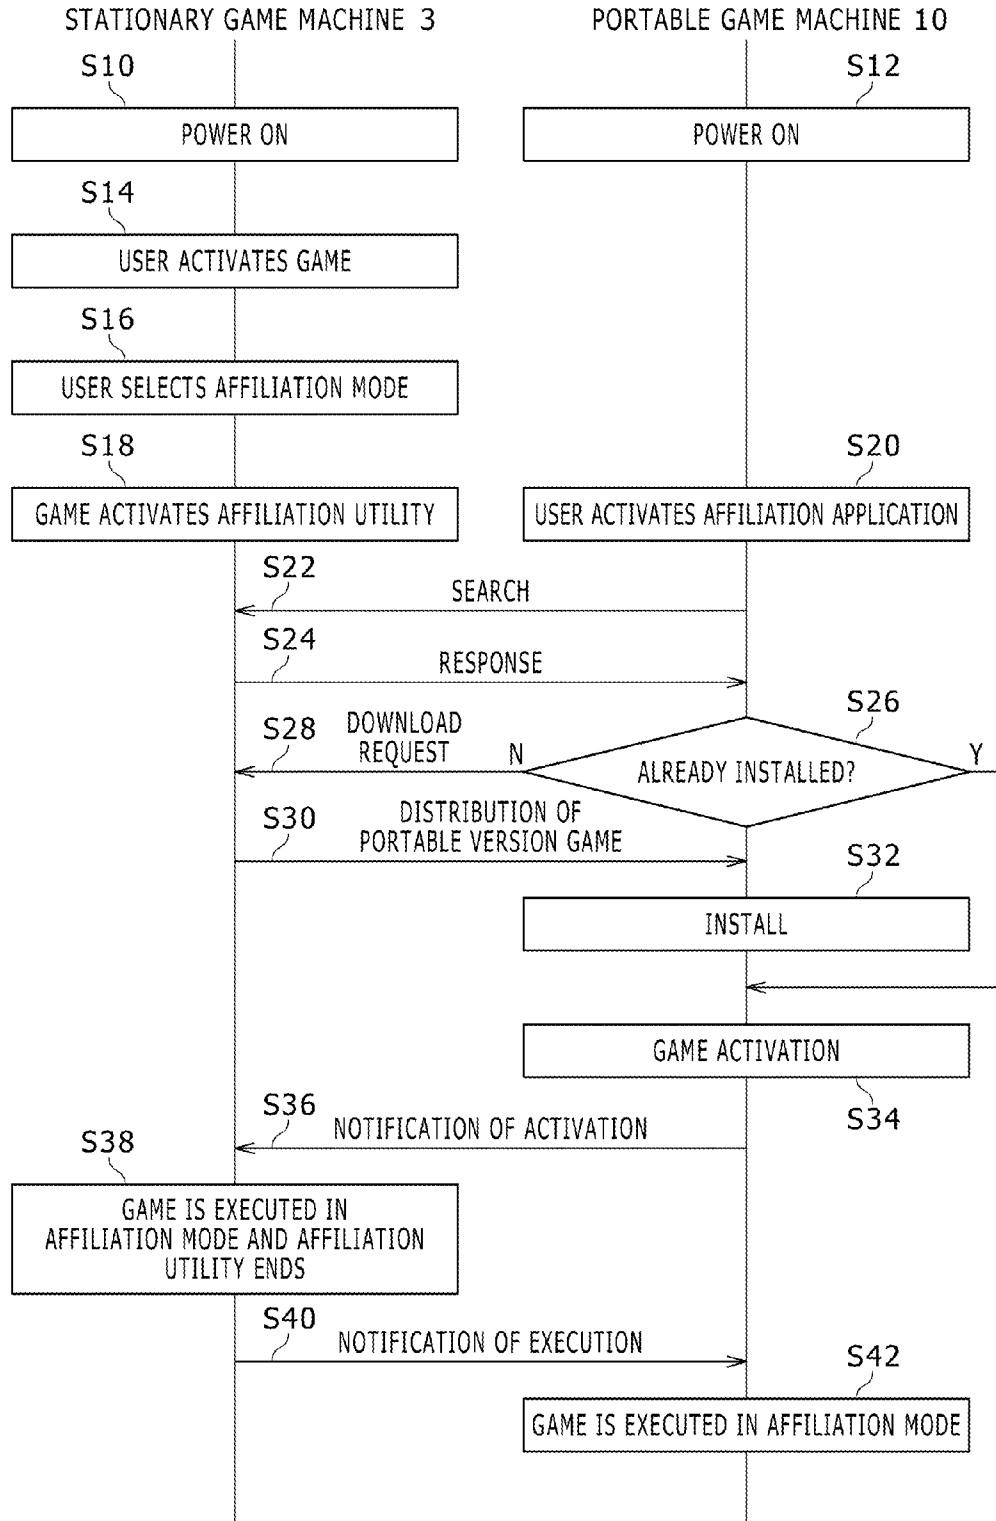 STATIONARY GAME MACHINE 3
PORTABLE GAME MACHINE 10
S10
S12
POWER ON
POWER ON
S14
USER ACTIVATES GAME
S16
USER SELECTS AFFILIATION MODE
S18
S20
GAME ACTIVATES AFFILIATION UTILITY
USER ACTIVATES AFFILIATION APPLICATION
S22
SEARCH
S24
RESPONSE
S26
S28
DOWNLOAD
REQUEST
N
Y
ALREADY INSTALLED?
S30
DISTRIBUTION OF
PORTABLE VERSION GAME
S32
INSTALL
GAME ACTIVATION
S34
S36
NOTIFICATION OF ACTIVATION
S38
GAME IS EXECUTED IN
AFFILIATION MODE AND AFFILIATION
UTILITY ENDS
S40
NOTIFICATION OF EXECUTION
S42
GAME IS EXECUTED IN AFFILIATION MODE